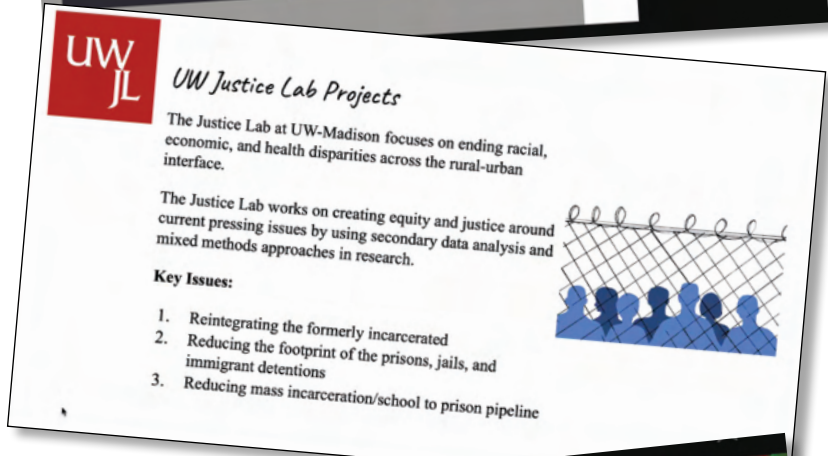 UW
JL
UW Justice Lab Projects
The Justice Lab at UW-Madison focuses on ending racial,
economic, and health disparities across the rural-urban
interface.
The Justice Lab works on creating equity and justice around
current pressing issues by using secondary data analysis and
mixed methods approaches in research.
Key Issues:
1. Reintegrating the formerly incarcerated
2. Reducing the footprint of the prisons, jails, and
immigrant detentions
3. Reducing mass incarceration/school to prison pipeline